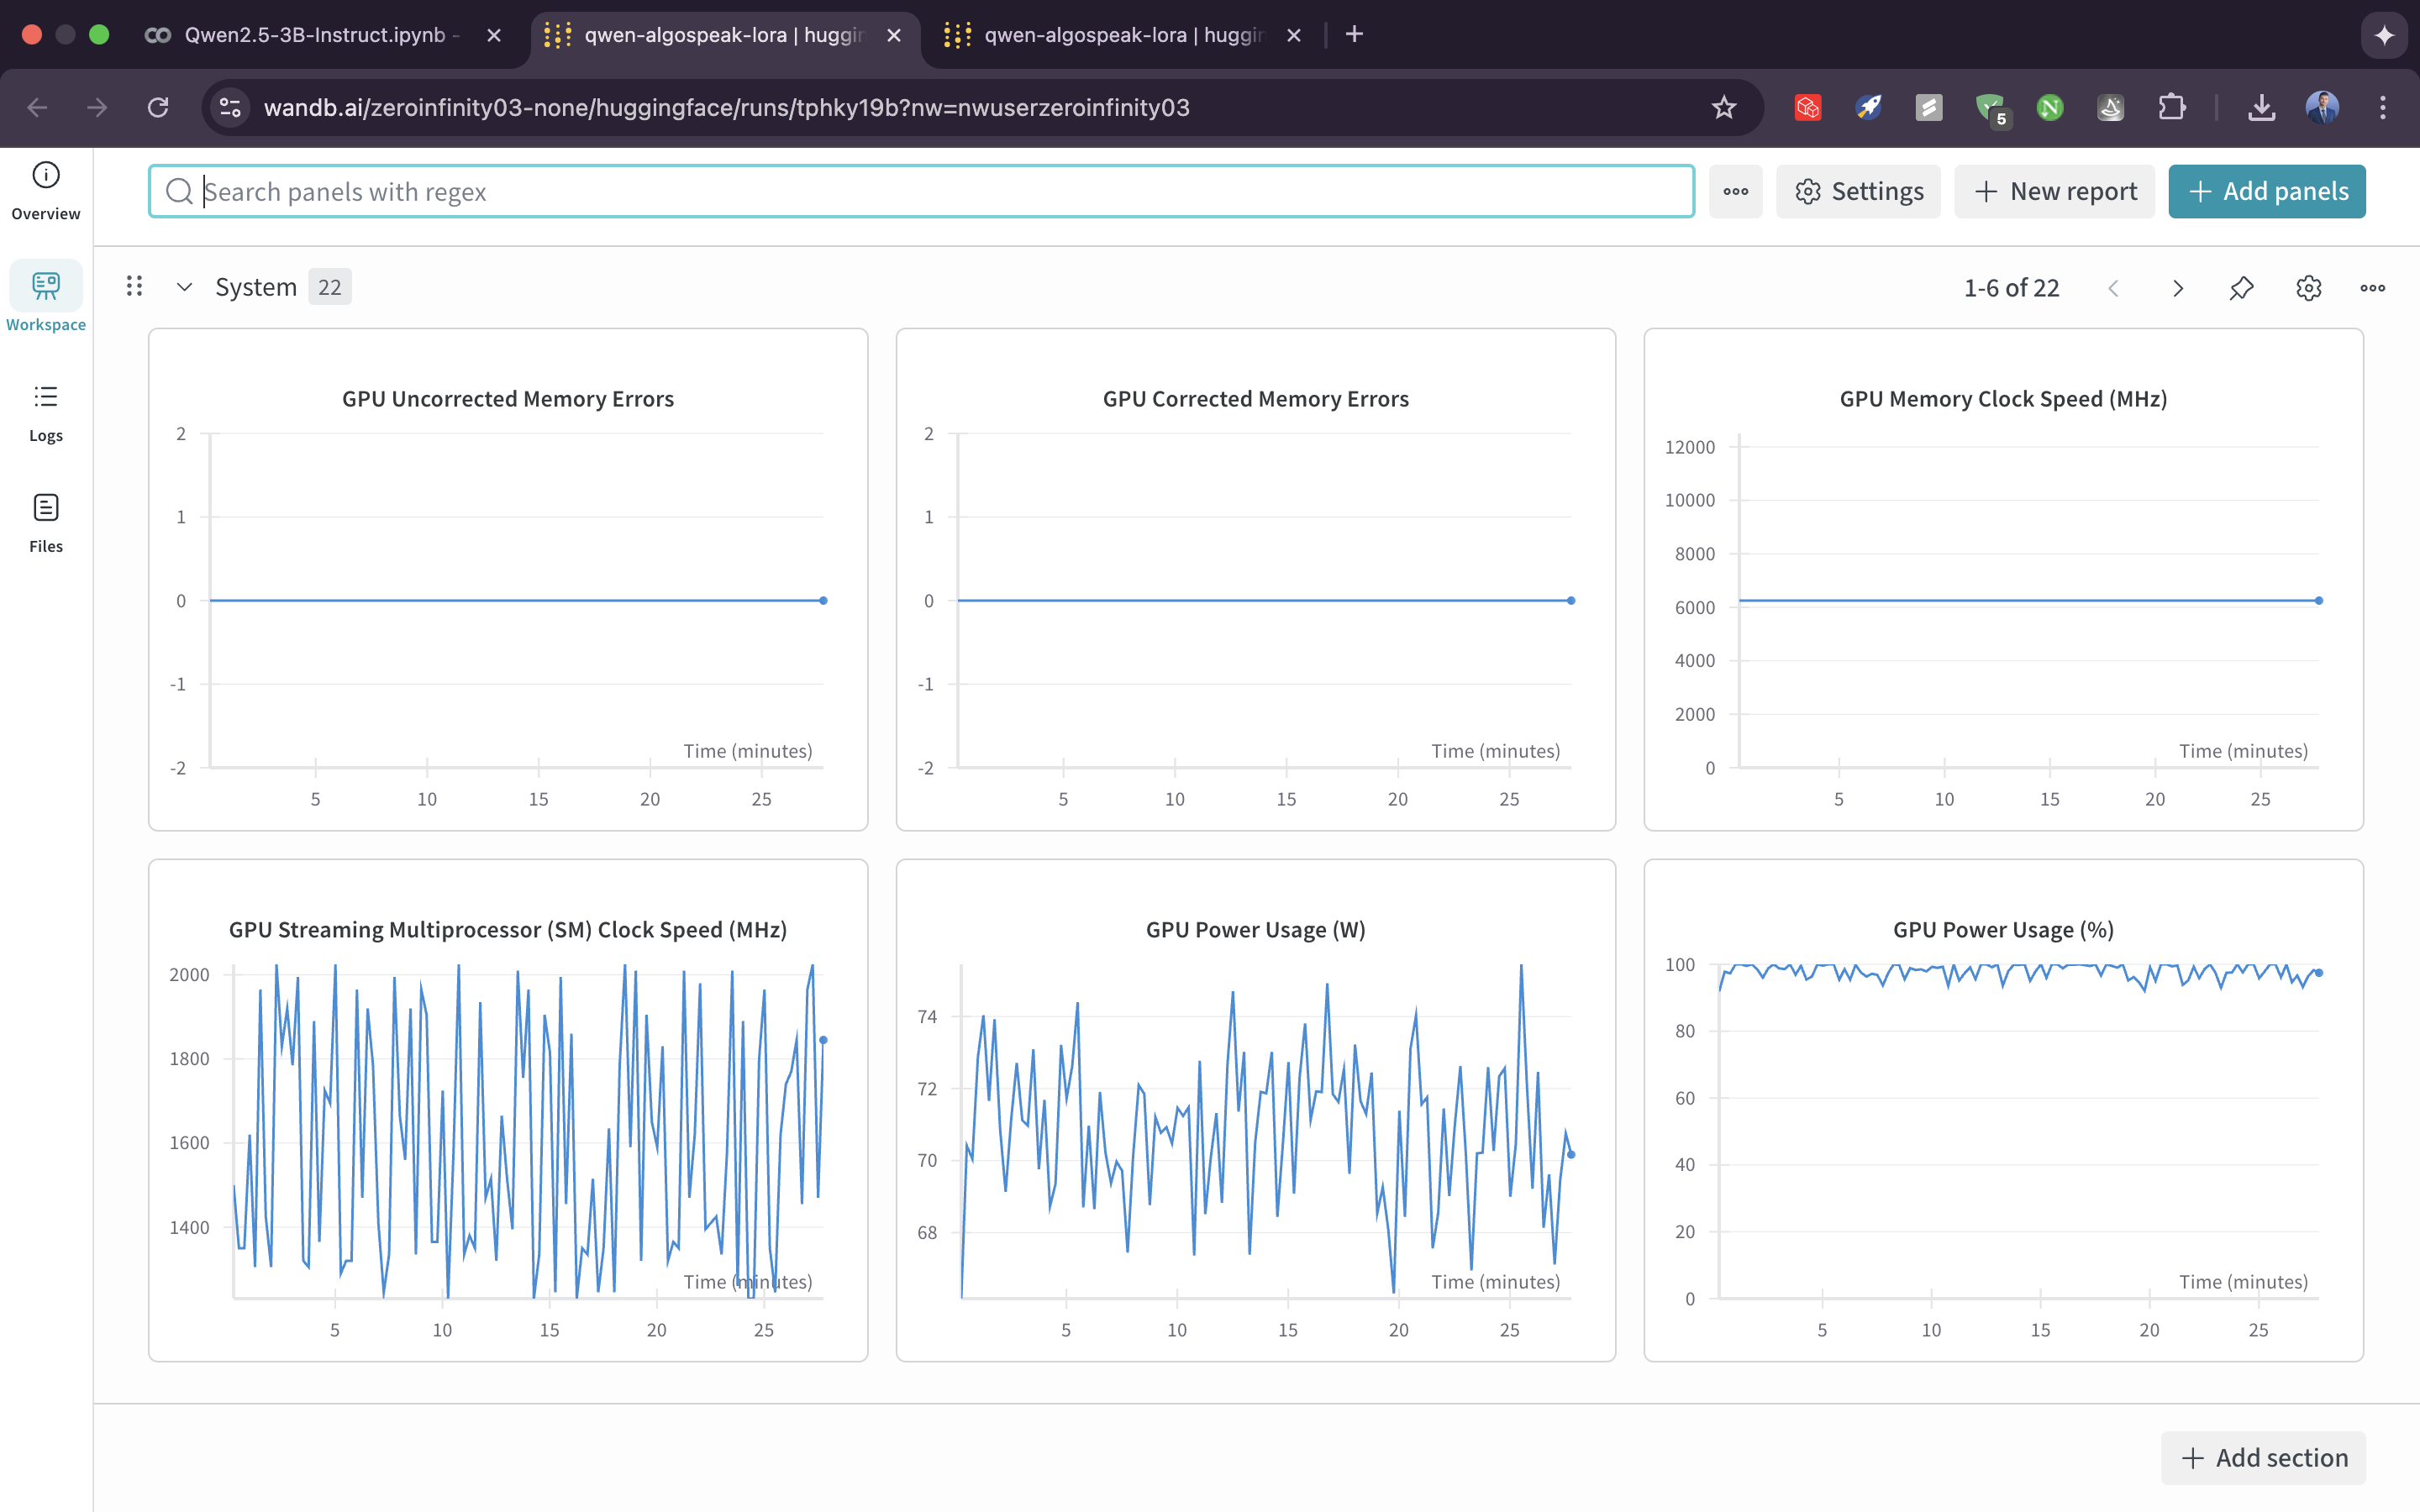 Qwen2.5-3B-Instruct.ipynb -
qwen-algospeak-lora | huggin
qwen-algospeak-lora | huggin
wandb.ai/zeroinfinity03-none/huggingface/runs/tphky19b?nw=nwuserzeroinfinity03
5
Overview
Workspace
Logs
Files
Search panels with regex
Settings
New report
Add panels
System 22
1-6 of 22
GPU Uncorrected Memory Errors
2
1
0
-1
-2
Time (minutes)
5 10 15 20 25
GPU Corrected Memory Errors
2
1
0
-1
-2
Time (minutes)
5 10 15 20 25
GPU Memory Clock Speed (MHz)
12000
10000
8000
6000
4000
2000
0
Time (minutes)
5 10 15 20 25
GPU Streaming Multiprocessor (SM) Clock Speed (MHz)
2000
1800
1600
1400
Time (minutes)
5 10 15 20 25
GPU Power Usage (W)
74
72
70
68
Time (minutes)
5 10 15 20 25
GPU Power Usage (%)
100
80
60
40
20
0
Time (minutes)
5 10 15 20 25
Add section